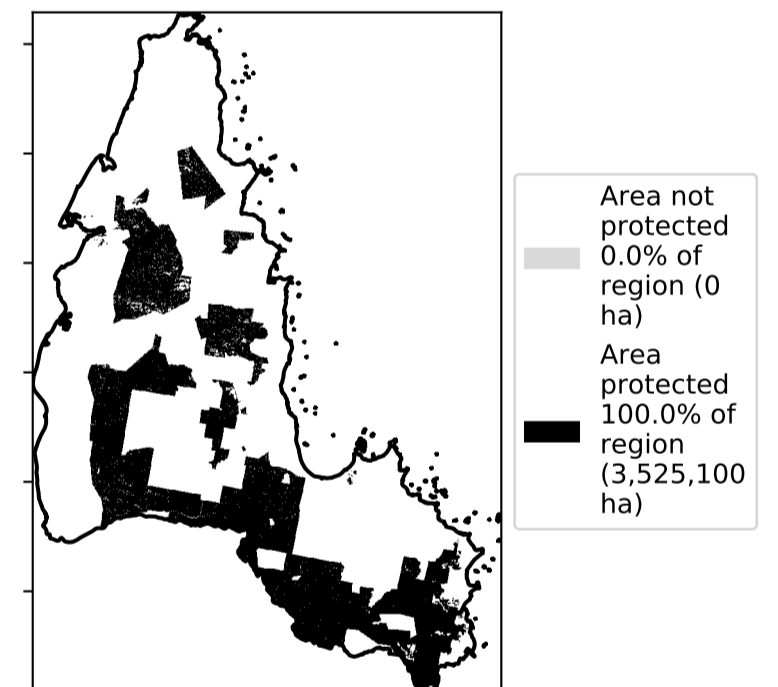 Area not
protected
0.0% of
region (0
ha)
Area
protected
100.0% of
region
(3,525,100
ha)